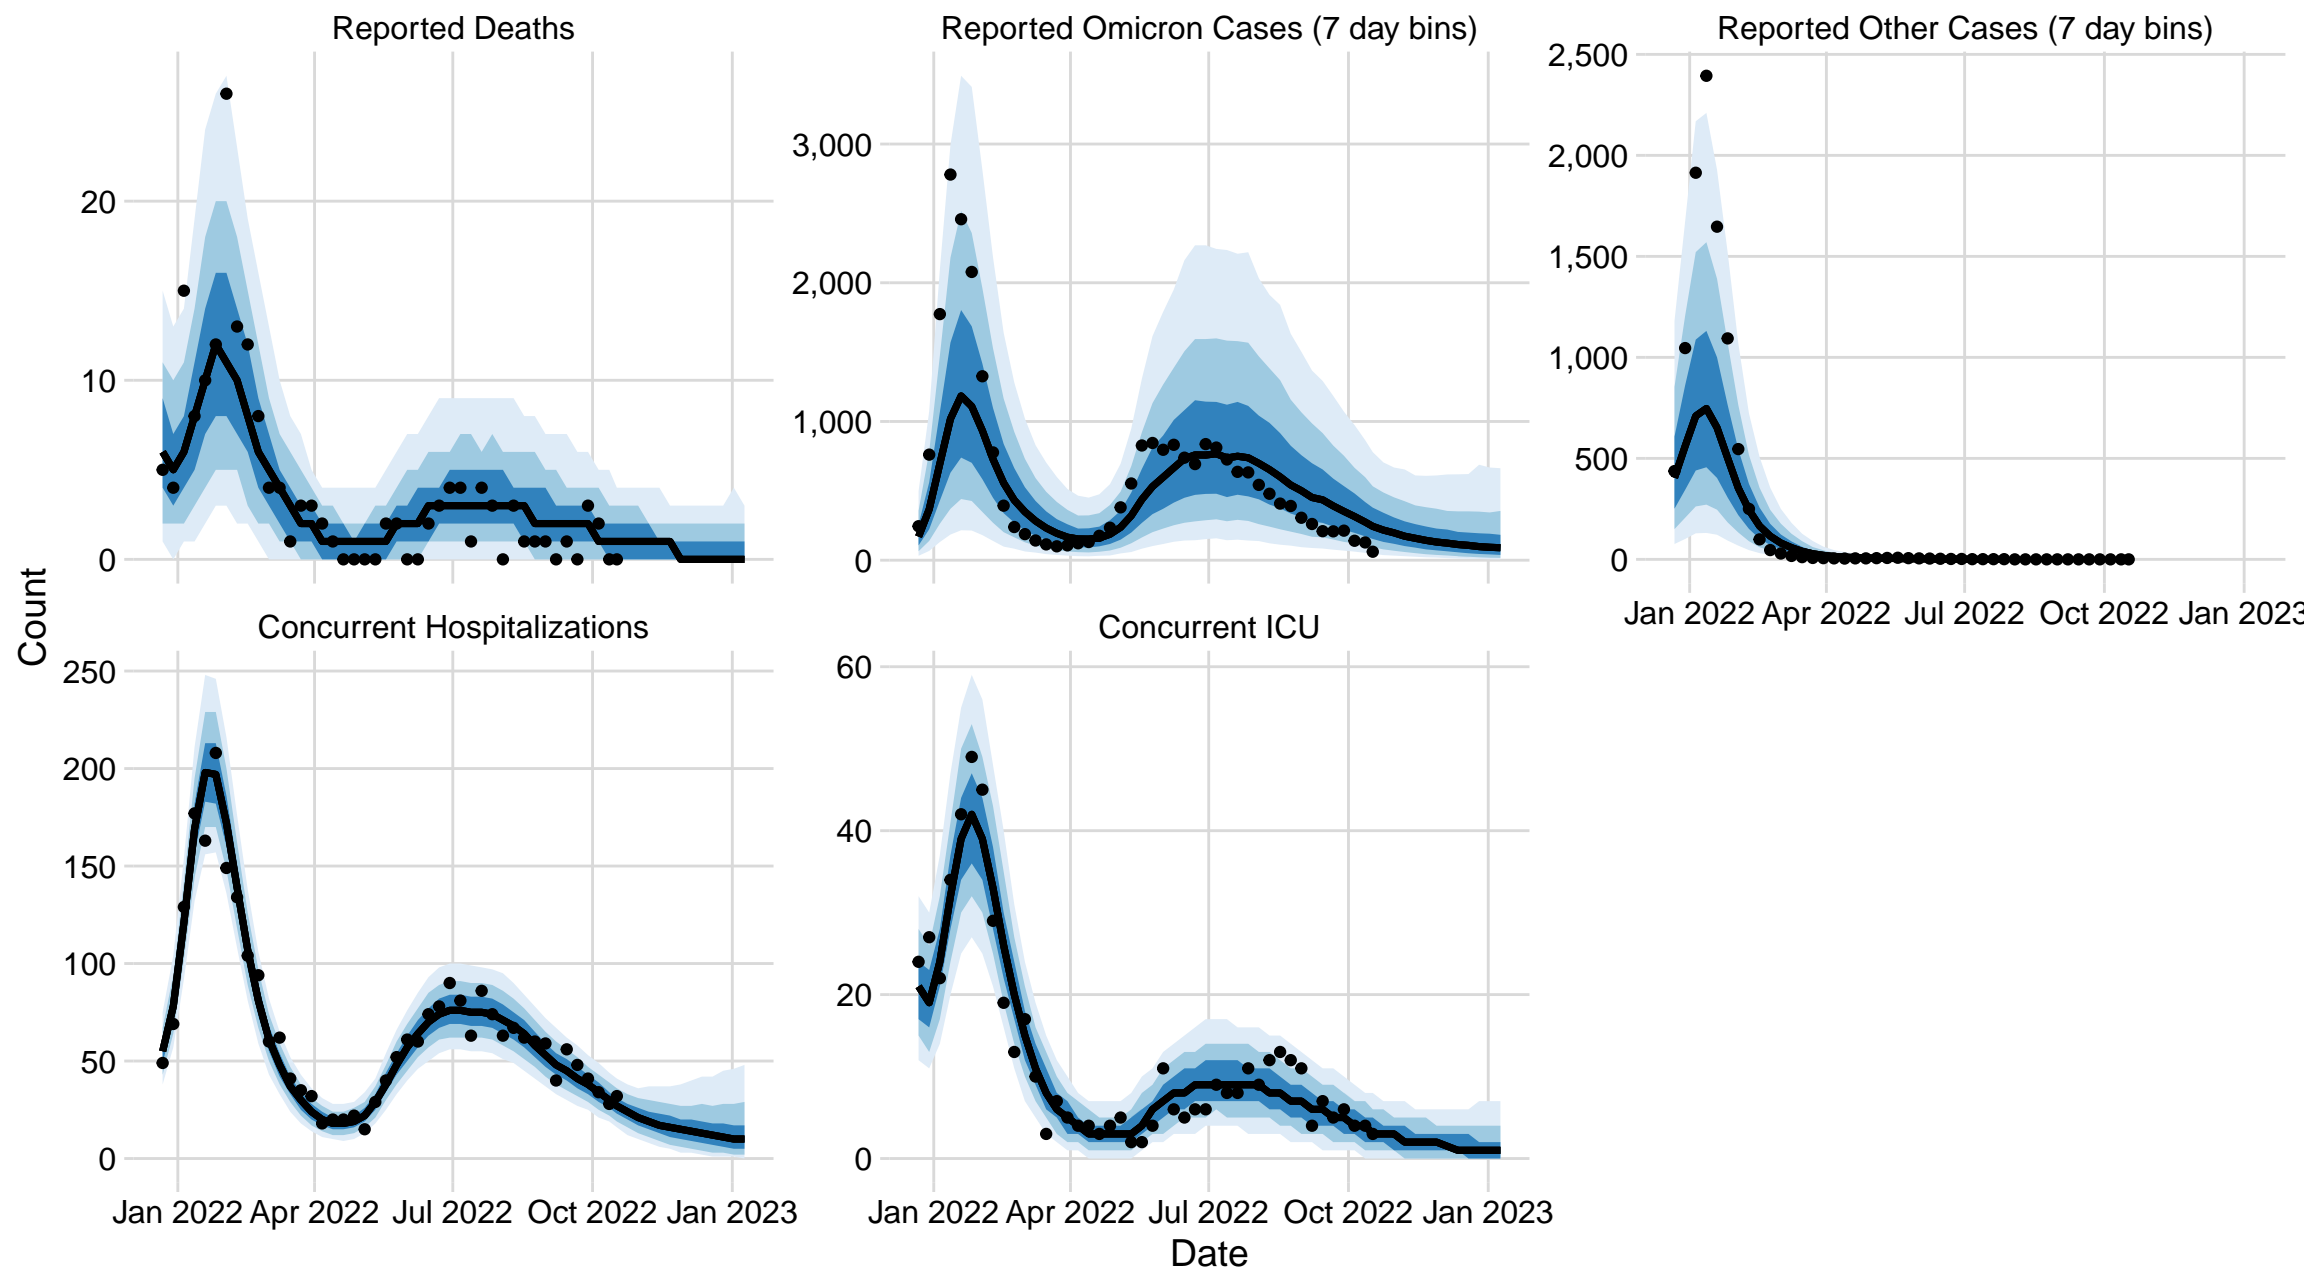 Reported Deaths
Reported Omicron Cases (7 day bins)
Reported Other Cases (7 day bins)
20
10
0
3,000
2,000
1,000
0
2,500
2,000
1,500
1,000
500
0
Jan 2022 Apr 2022 Jul 2022 Oct 2022 Jan 2023
Count
Concurrent Hospitalizations
Concurrent ICU
250
200
150
100
50
0
60
40
20
0
Jan 2022 Apr 2022 Jul 2022 Oct 2022 Jan 2023
Jan 2022 Apr 2022 Jul 2022 Oct 2022 Jan 2023
Date